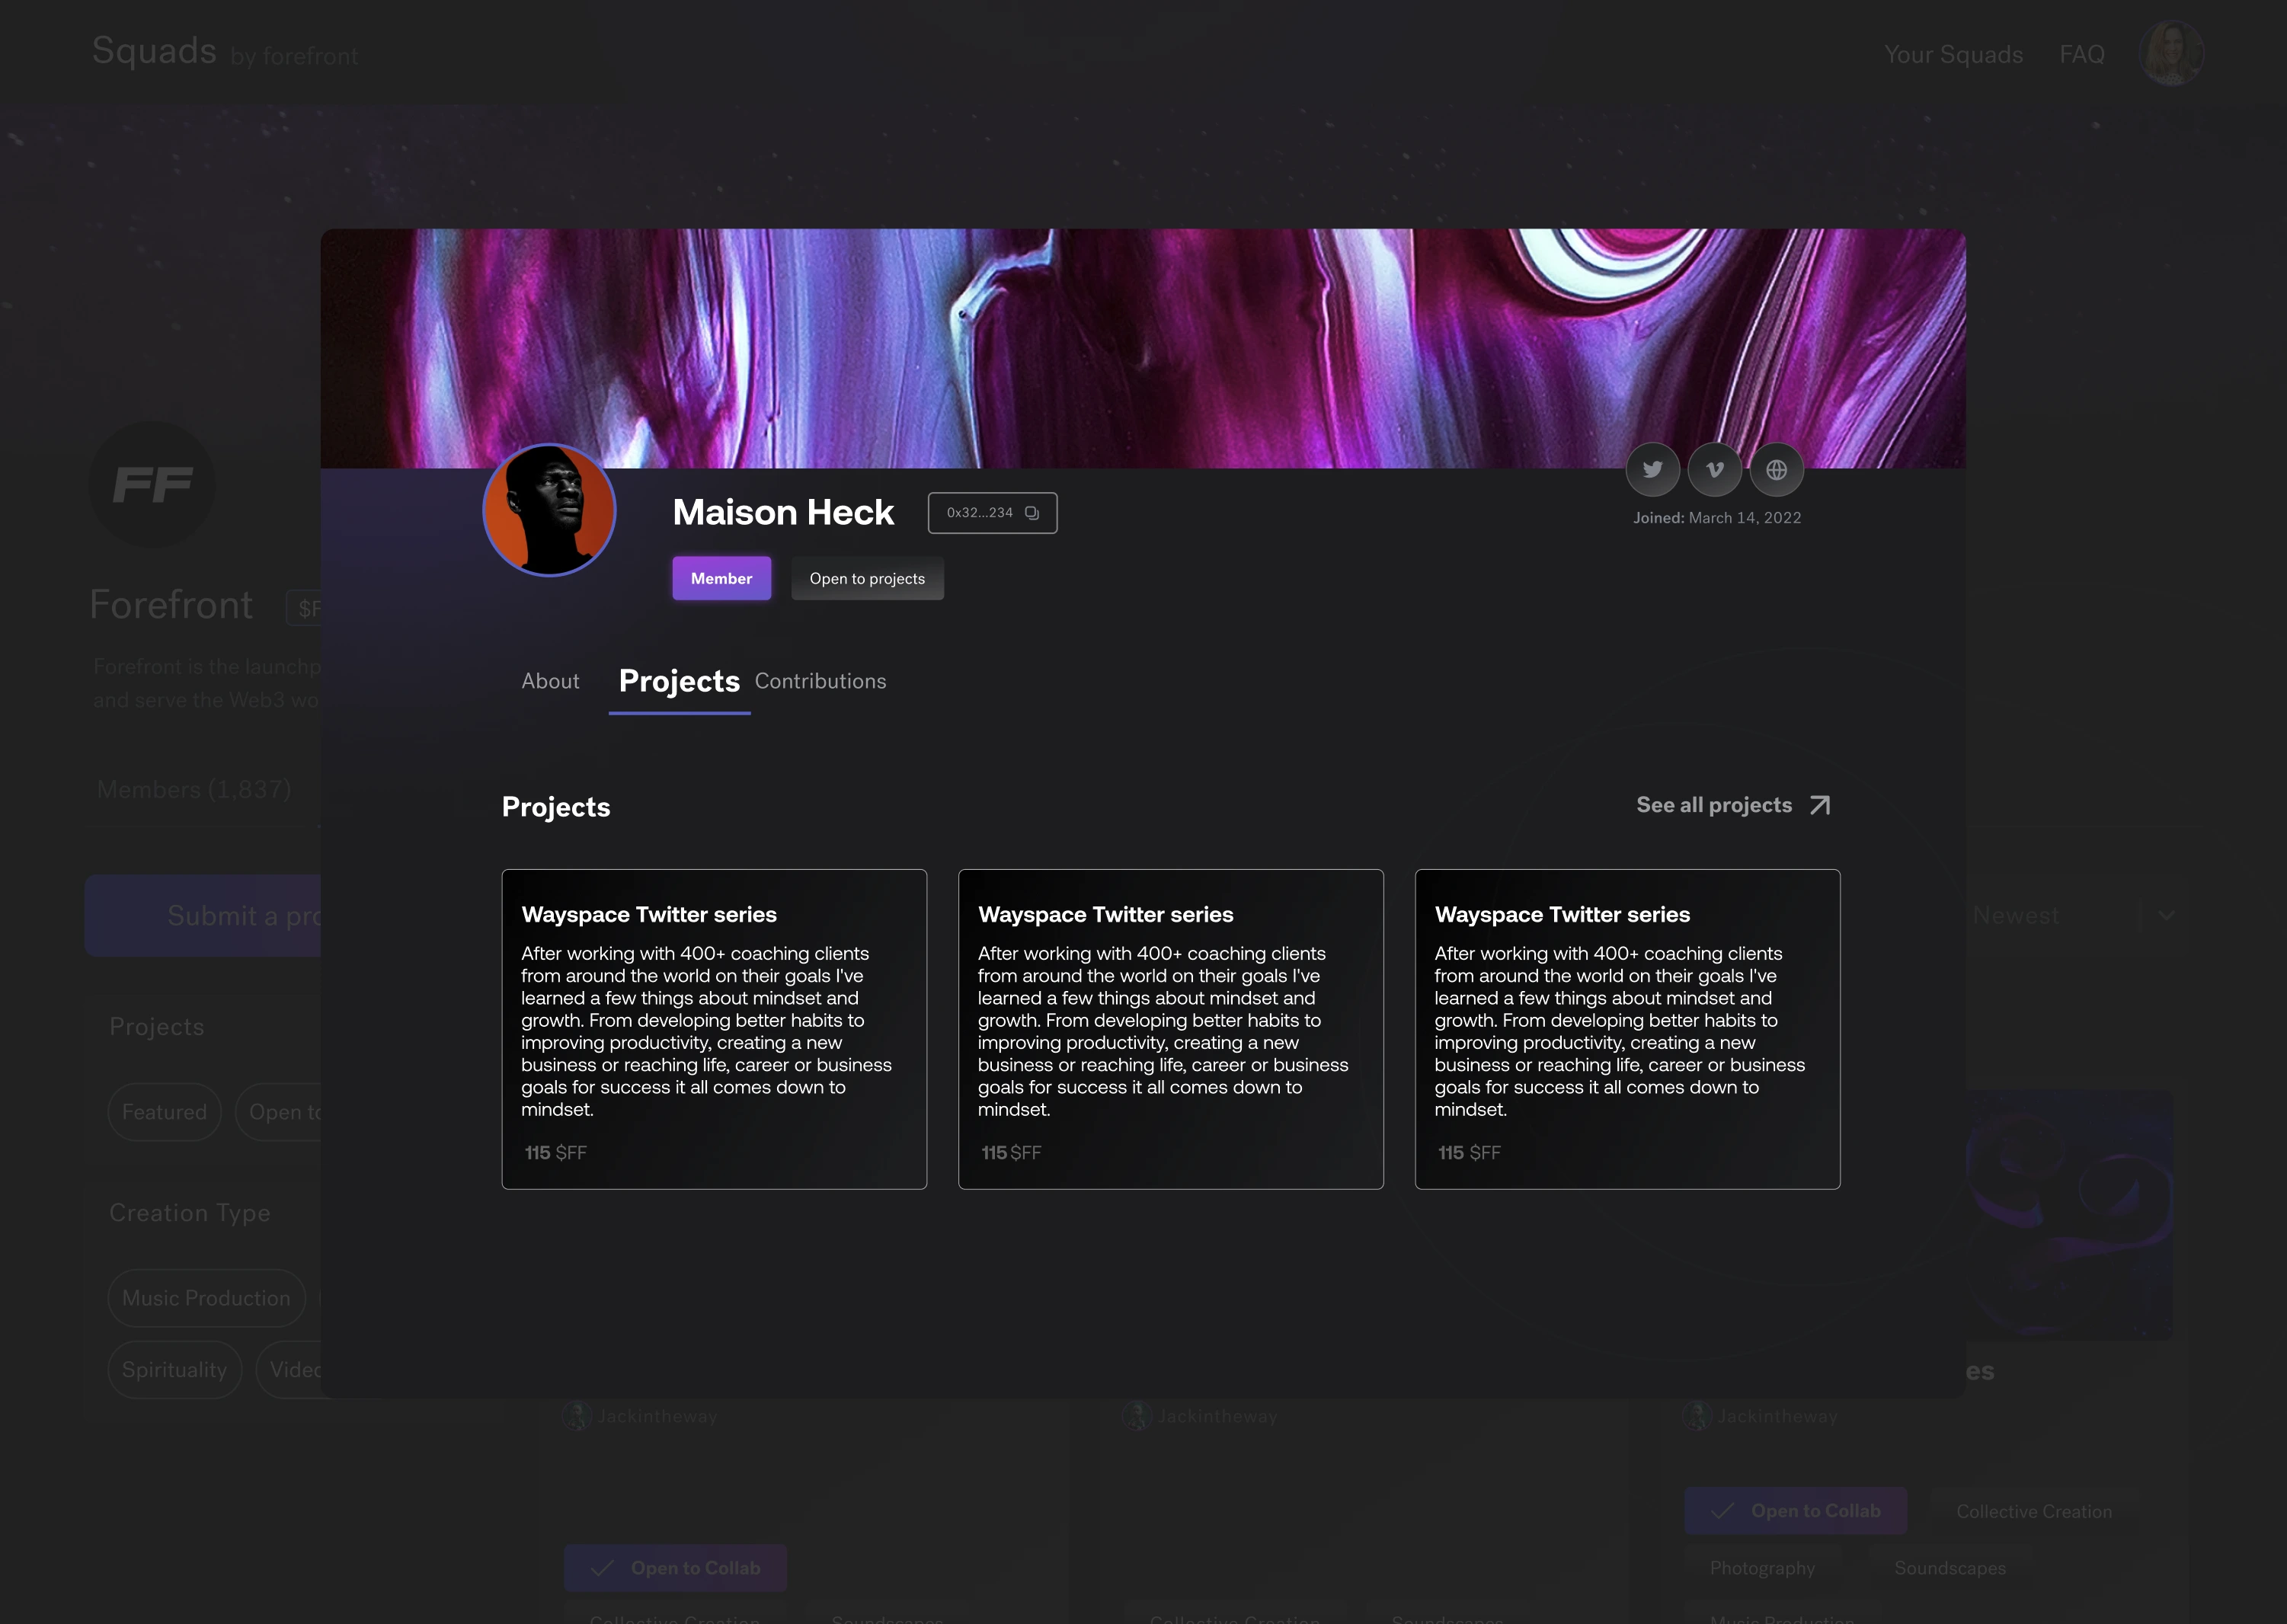 Squads by forefront
Your Squads FAQ
FF
Maison Heck
0x32...234
Joined: March 14, 2022
Member
Open to projects
Forefront
Forefront is the
and serve the Web3
About
Projects
Contributions
Members (1,837)
Projects
See all projects
Submit a
Newest
Wayspace Twitter series
After working with 400+ coaching clients
from around the world on their goals I've
learned a few things about mindset and
growth. From developing better habits to
improving productivity, creating a new
business or reaching life, career or business
goals for success it all comes down to
mindset.
115 $FF
Wayspace Twitter series
After working with 400+ coaching clients
from around the world on their goals I've
learned a few things about mindset and
growth. From developing better habits to
improving productivity, creating a new
business or reaching life, career or business
goals for success it all comes down to
mindset.
115 $FF
Wayspace Twitter series
After working with 400+ coaching clients
from around the world on their goals I've
learned a few things about mindset and
growth. From developing better habits to
improving productivity, creating a new
business or reaching life, career or business
goals for success it all comes down to
mindset.
115 $FF
Projects
Featured
Open
Creation Type
Music Production
Spirituality
Jackintheway
Jackintheway
Jackintheway
Open to Collab
Collective Creation
Open to Collab
Photography
Soundscapes
Collective Creation
Soundscapes
Collective Creation
Soundscapes
Music Production